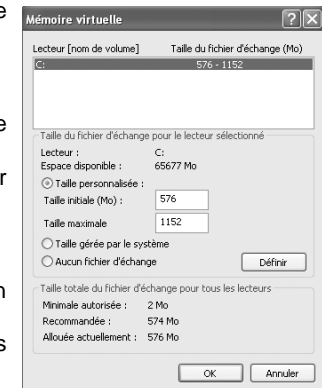 e
Mémoire virtuelle
Lecteur [nom de volume] Taille du fichier d'échange (Mo)
C: 576 - 1152
e
Taille du fichier d'échange pour le lecteur sélectionné
Lecteur : C:
Espace disponible : 65677 Mo
r
Taille personnalisée :
Taille initiale (Mo) : 576
Taille maximale 1152
Taille gérée par le système
Aucun fichier d'échange Définir
n
Taille totale du fichier d'échange pour tous les lecteurs
Minimale autorisée : 2 Mo
Recommandée : 574 Mo
s
Allouée actuellement : 576 Mo
OK Annuler